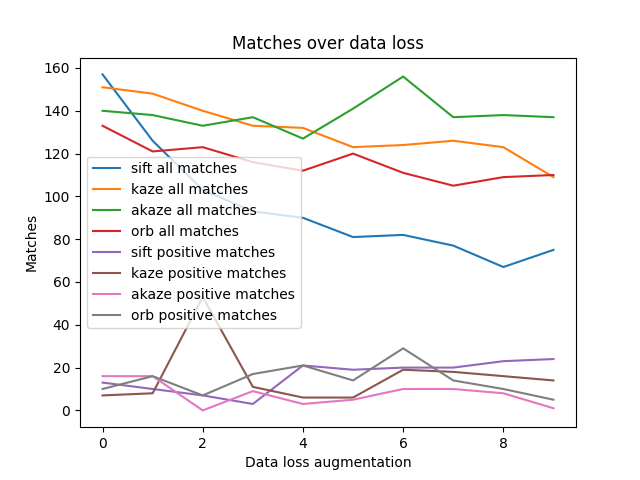 Matches over data loss
160
140
120
100
80
60
40
20
0
Matches
sift all matches
kaze all matches
akaze all matches
orb all matches
sift positive matches
kaze positive matches
akaze positive matches
orb positive matches
0 2 4 6 8
Data loss augmentation